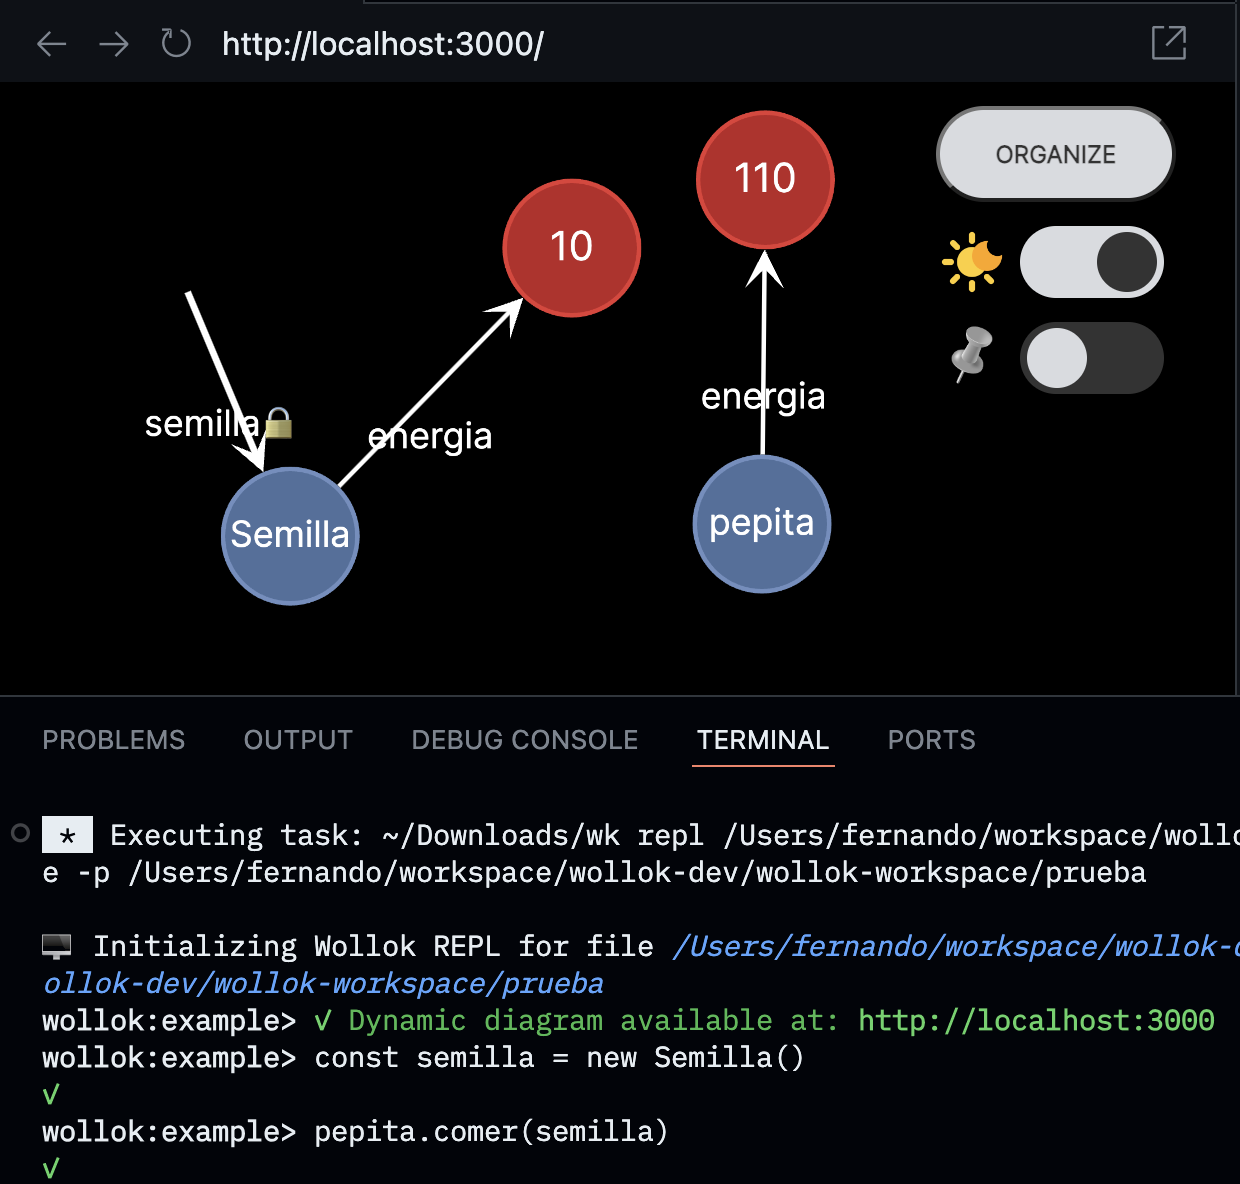 http://localhost:3000/
110
ORGANIZE
10
energia
semilla
energia
pepita
Semilla
PROBLEMS OUTPUT DEBUG CONSOLE TERMINAL PORTS
* Executing task: ~/Downloads/wk repl /Users/fernando/workspace/wollo
e -p /Users/fernando/workspace/wollok-dev/wollok-workspace/prueba
Initializing Wollok REPL for file /Users/fernando/workspace/wollok-d
ollok-dev/wollok-workspace/prueba
wollok:example> ✓ Dynamic diagram available at: http://localhost:3000
wollok:example> const semilla = new Semilla()
✓
wollok:example> pepita.comer(semilla)
✓